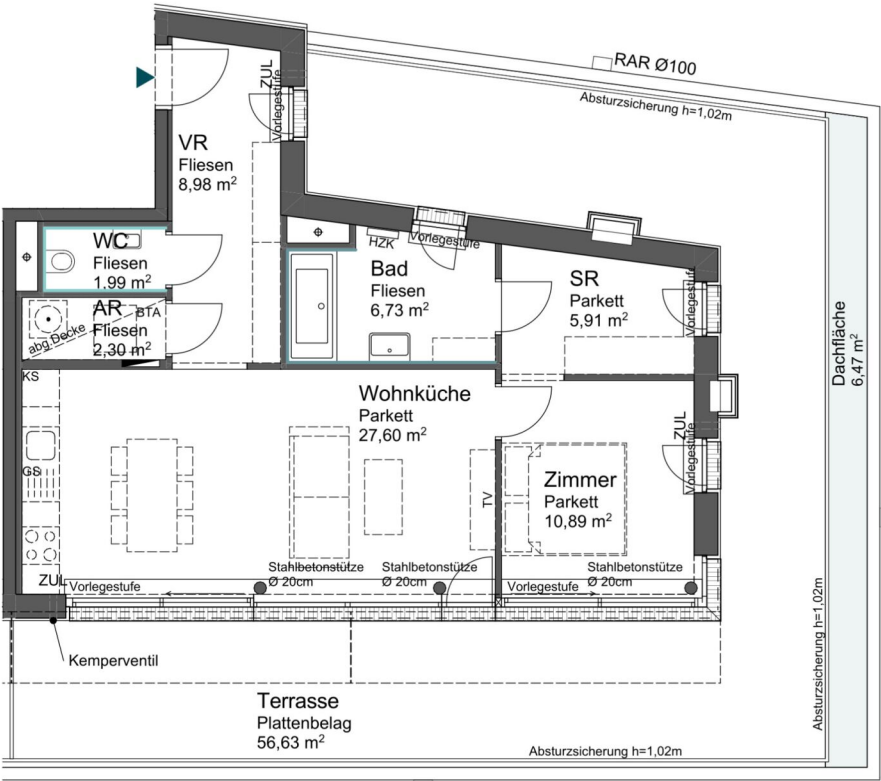 RAR Ø100
Absturzsicherung h=1,02m
ZUL
Vorlegestufe
VR
Fliesen
8,98 m²
WC
Fliesen
1,99 m²
HZK
Vorlegestufe
Bad
Fliesen
6,73 m²
SR
Parkett
5,91 m²
Vorlegestufe
AR
Fliesen
2,30 m²
BTA
abg.Decke
Dachfläche
6,47 m²
KS
Wohnküche
Parkett
27,60 m²
GS
TV
ZUL
Vorlegestufe
Zimmer
Parkett
10,89 m²
Stahlbetonstütze
Ø 20cm
Stahlbetonstütze
Ø 20cm
Stahlbetonstütze
Ø 20cm
ZUL
Vorlegestufe
Vorlegestufe
Absturzsicherung h=1,02m
Kemperventil
Terrasse
Plattenbelag
56,63 m²
Absturzsicherung h=1,02m